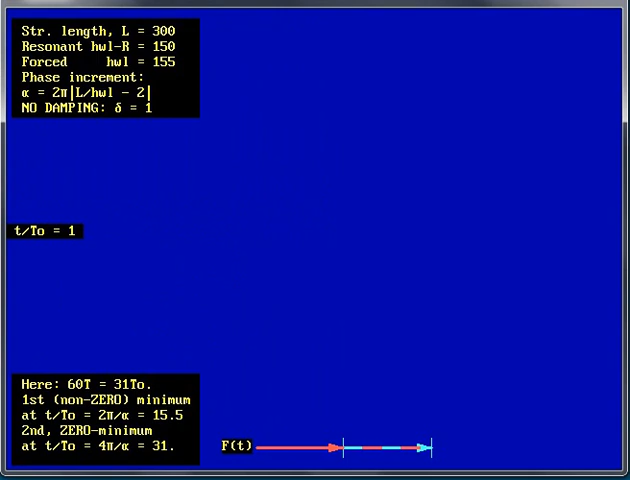 Str. length, L = 300
Resonant hwl-R = 150
Forced hwl = 155
Phase increment:
α = 2π|L/hwl - 2|
NO DAMPING: δ = 1
t/To = 1
Here: 60T = 31To.
1st (non-ZERO) minimum
at t/To = 2π/α = 15.5
2nd, ZERO-minimum
at t/To = 4π/α = 31.
F(t)